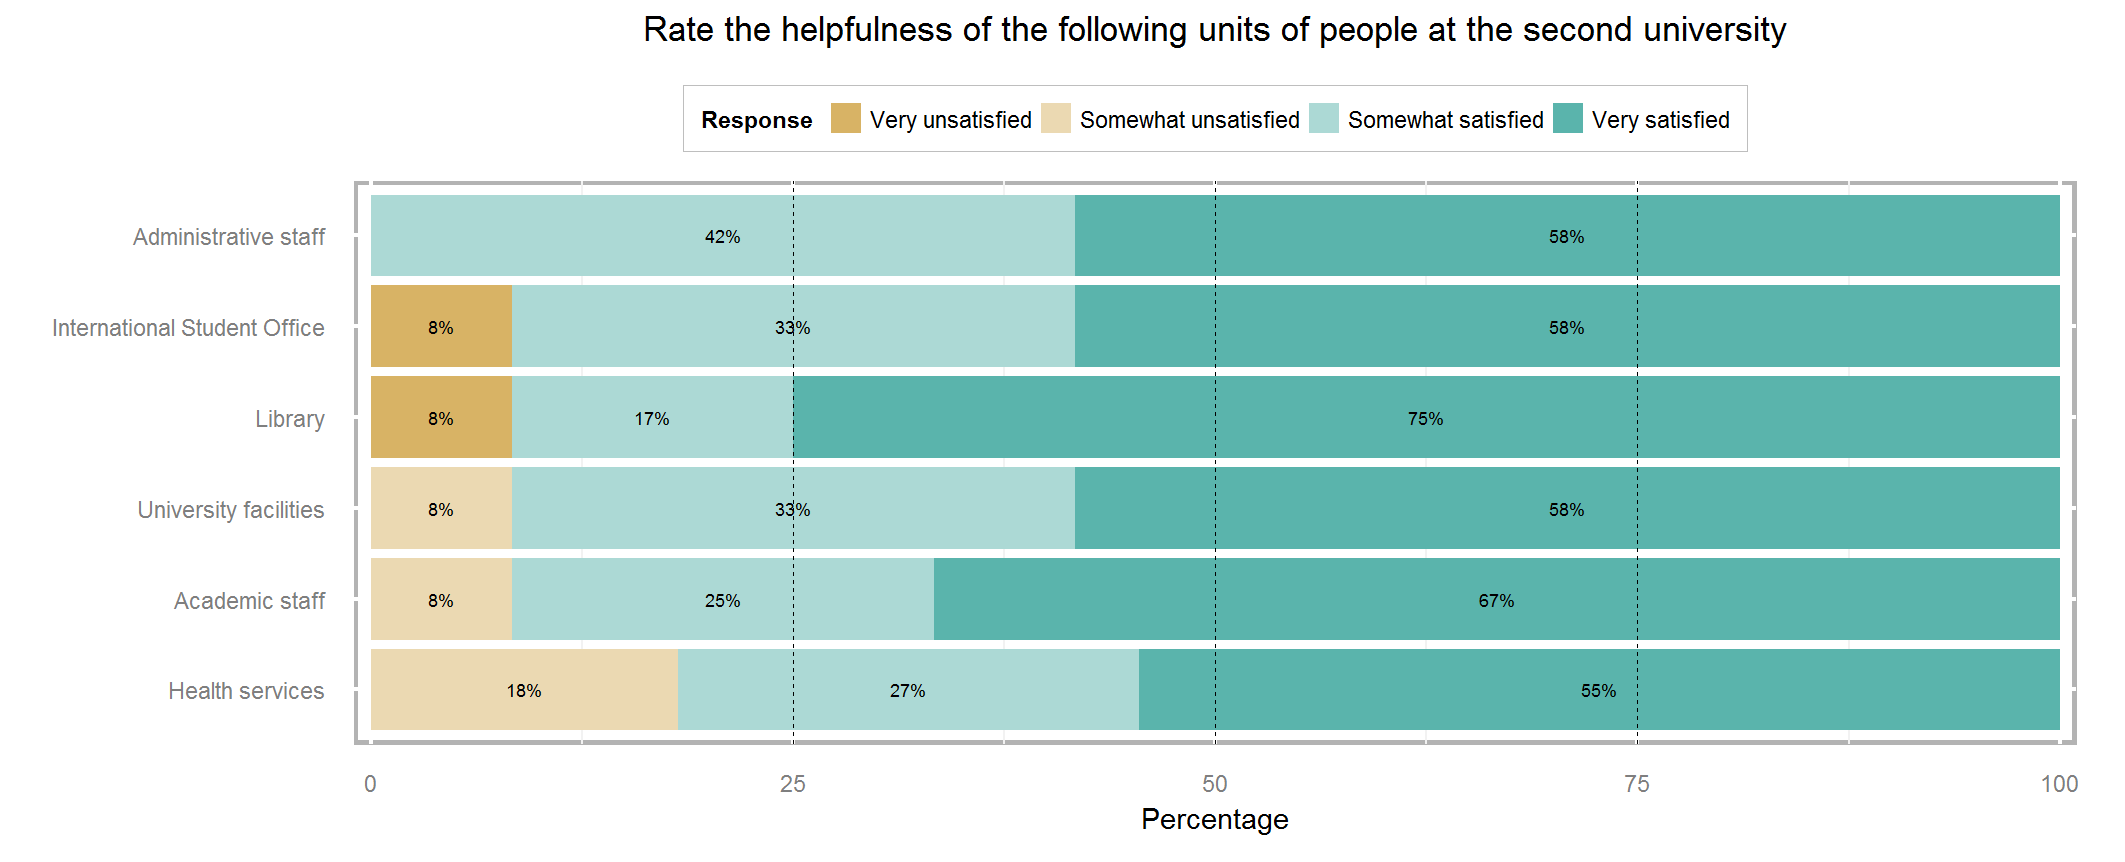 Rate the helpfulness of the following units of people at the second university
Response Very unsatisfied Somewhat unsatisfied Somewhat satisfied Very satisfied
Administrative staff 42% 58%
International Student Office 8% 33% 58%
Library 8% 17% 75%
University facilities 8% 33% 58%
Academic staff 8% 25% 67%
Health services 18% 27% 55%
0 25 50 75 100
Percentage